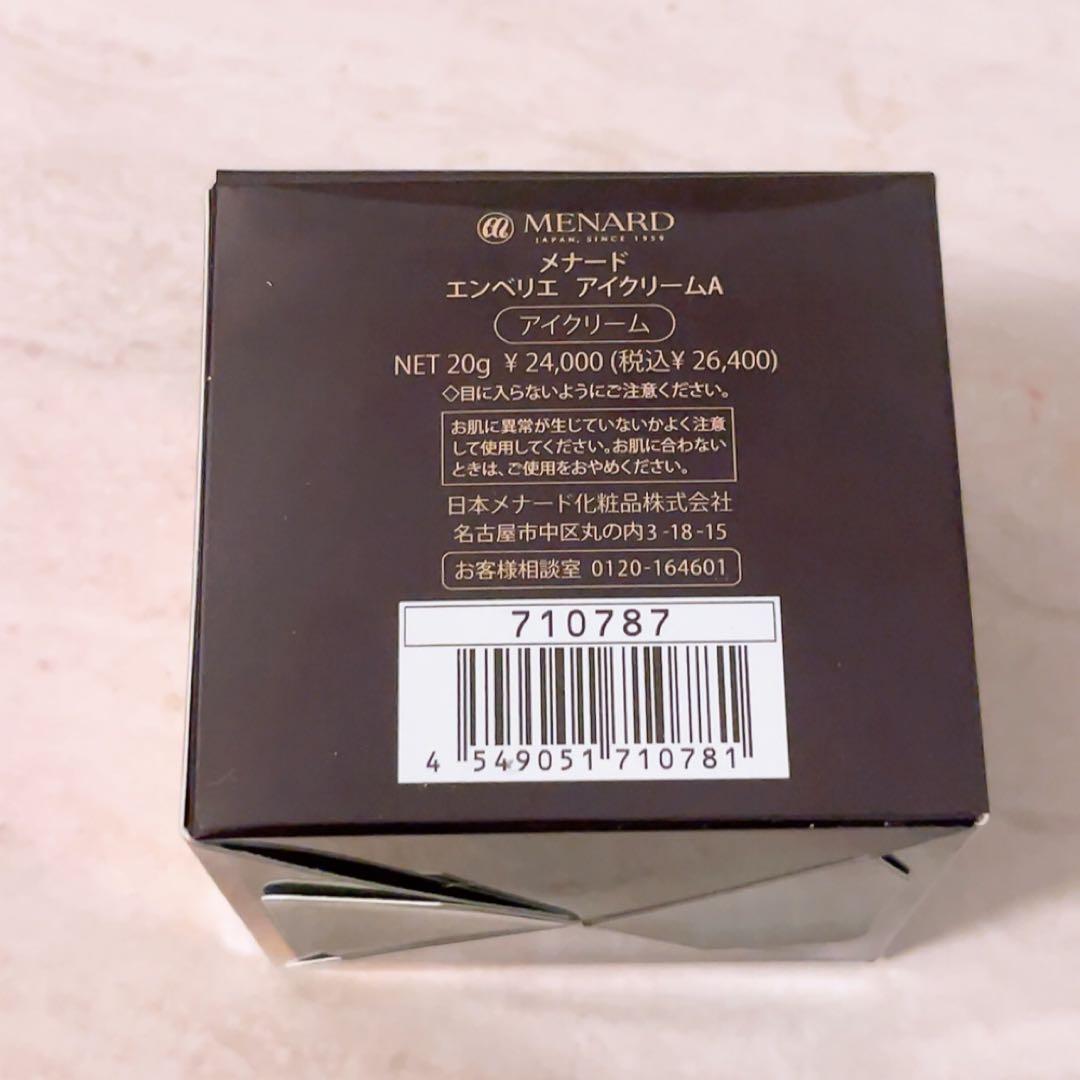 MENARD
JAPAN, SINCE 1959
メナード
エンベリエ アイクリームA
アイクリーム
NET 20g ¥24,000 (税込¥26,400)
◇目に入らないようにご注意ください。
お肌に異常が生じていないかよく注意
して使用してください。お肌に合わない
ときは、ご使用をおやめください。
日本メナード化粧品株式会社
名古屋市中区丸の内3-18-15
お客様相談室 0120-164601
710787
4 549051 710781